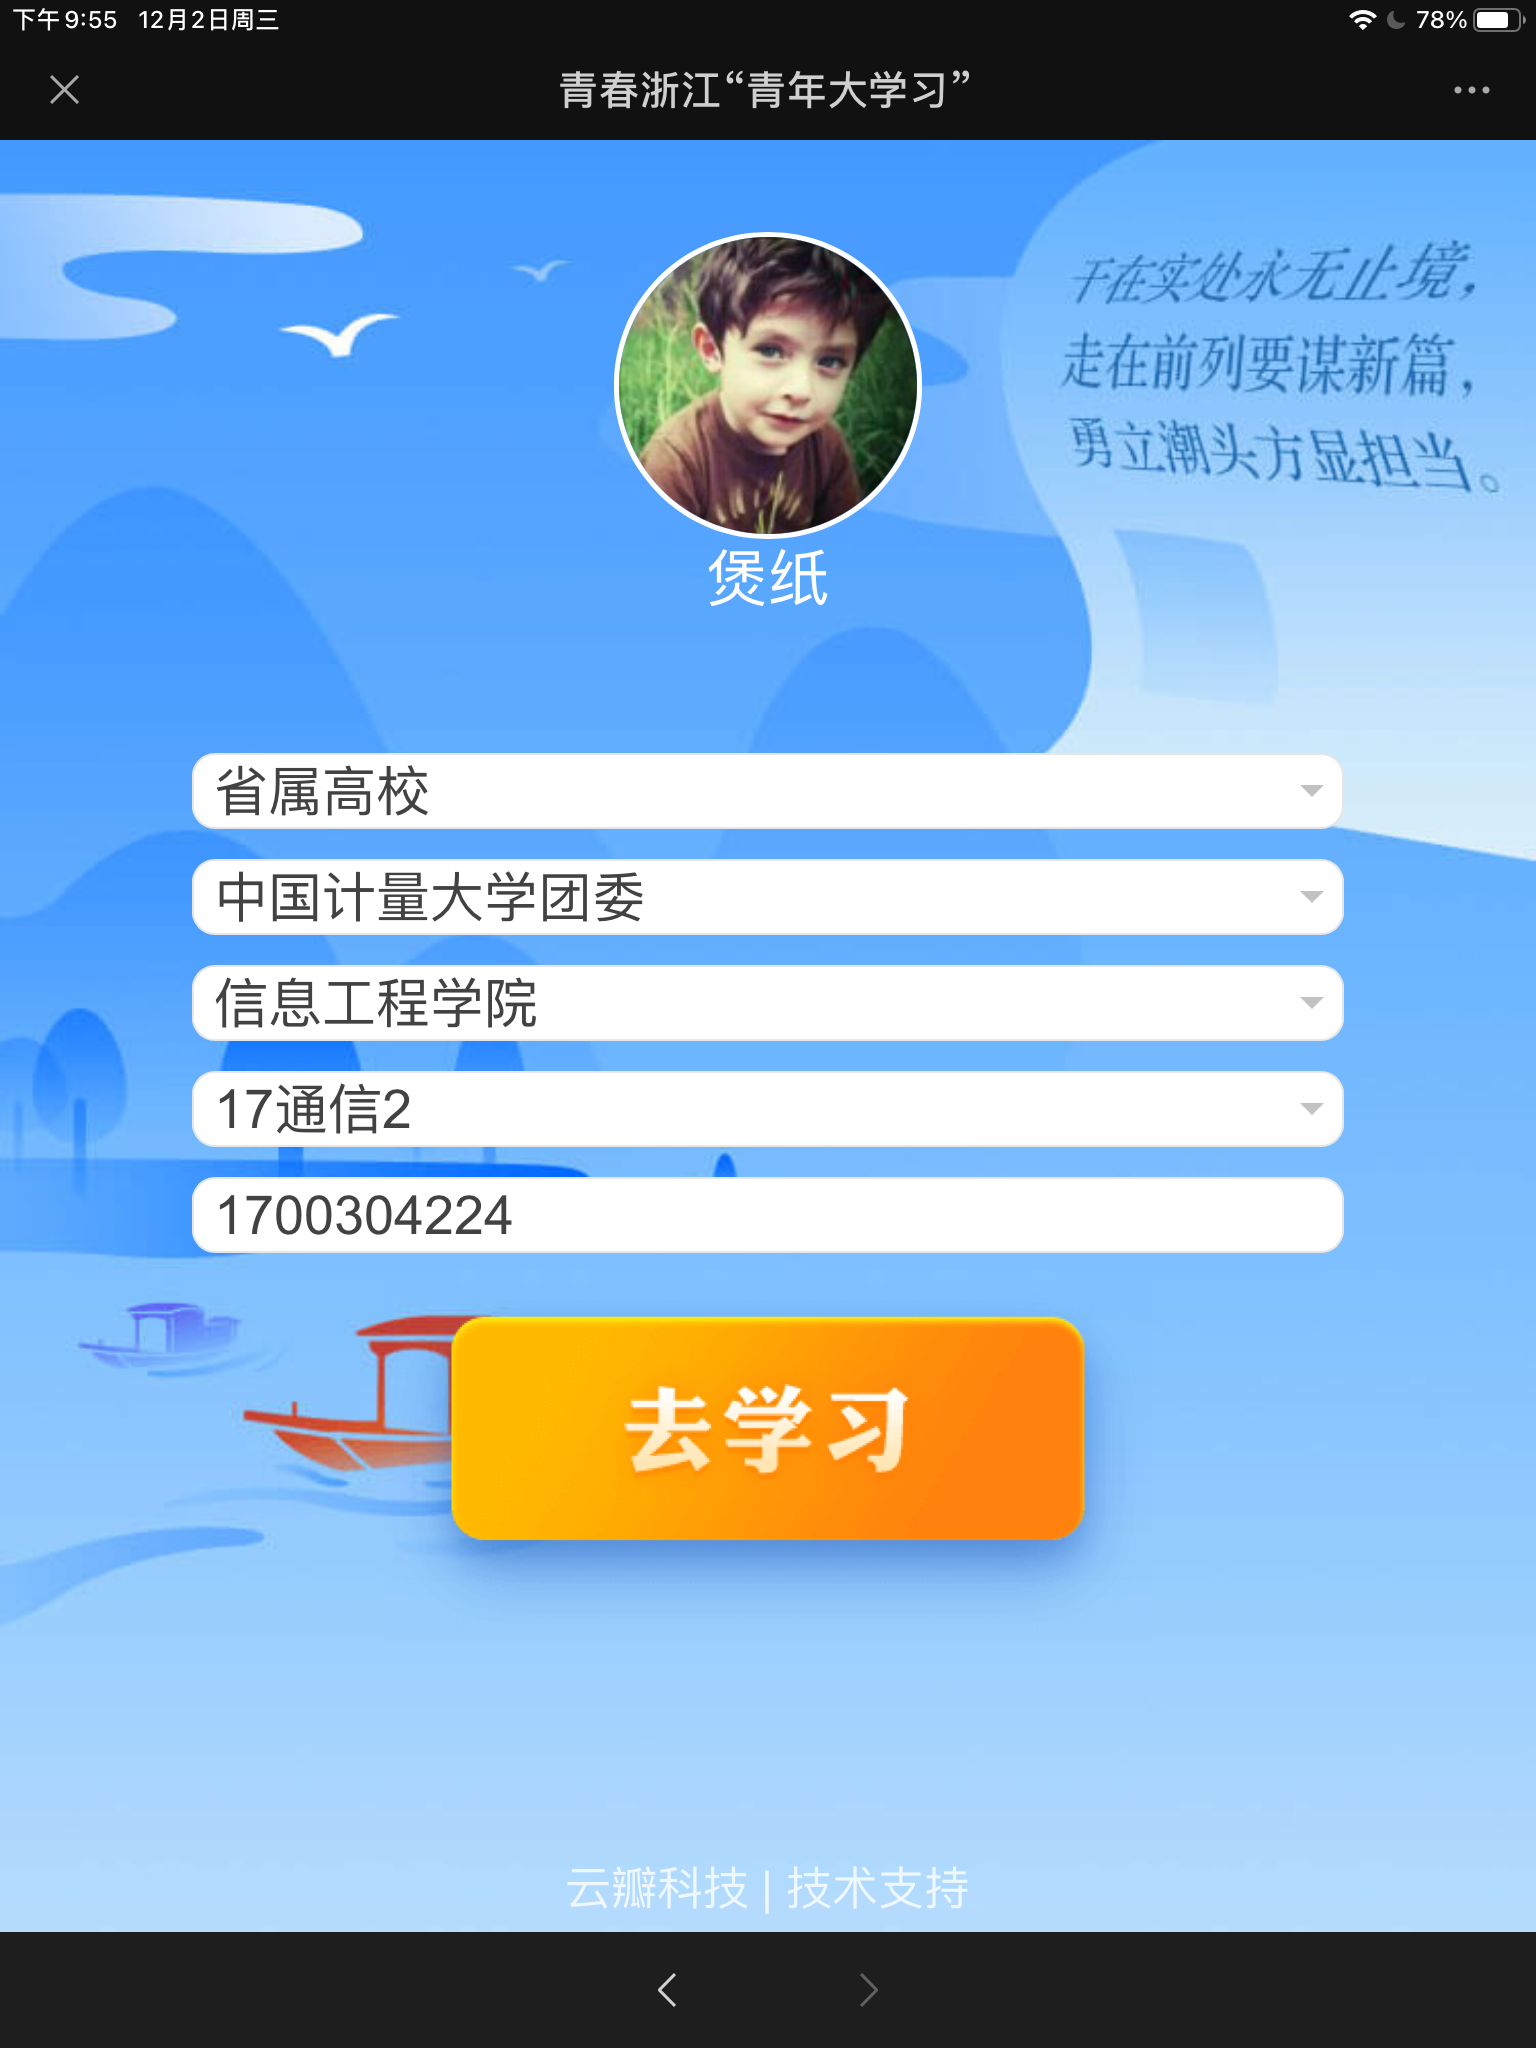 下午9:55 12月2日周三
78%
青春浙江“青年大学习”
干在实处永无止境，
走在前列要谋新篇，
勇立潮头方显担当。
煲纸
省属高校
中国计量大学团委
信息工程学院
17通信2
1700304224
去学习
云瓣科技 | 技术支持